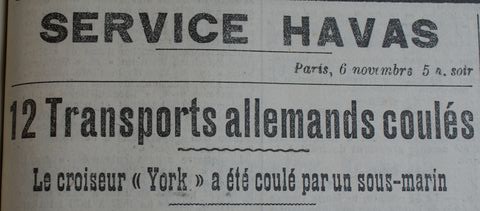 SERVICE HAVAS
Paris, 6 novembre 5 h. soir
12 Transports allemands coulés
Le croiseur « York » a été coulé par un sous-marin